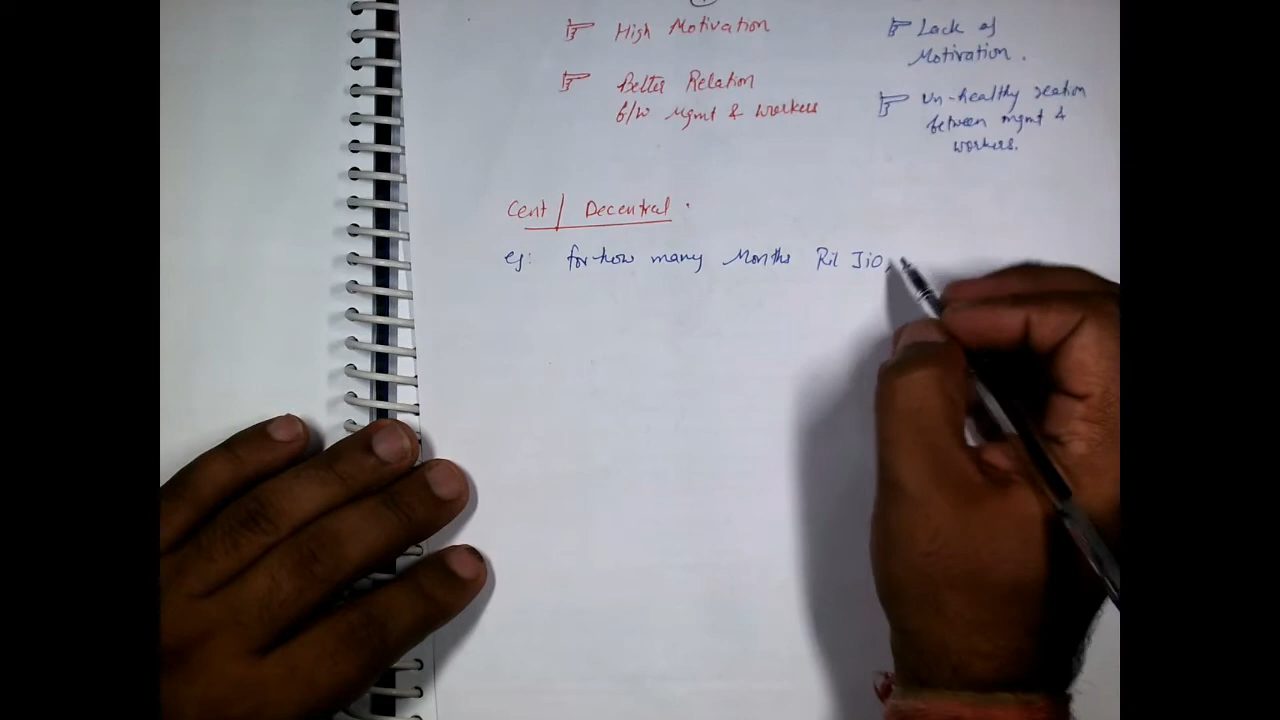 ☞ High Motivation
☞ Better Relation
b/w Mgmt & workers
☞ Lack of
Motivation.
☞ Un-healthy reation
between mgmt &
workers.
Cent | Decentral.
eg: for how many Months Ril Jio,